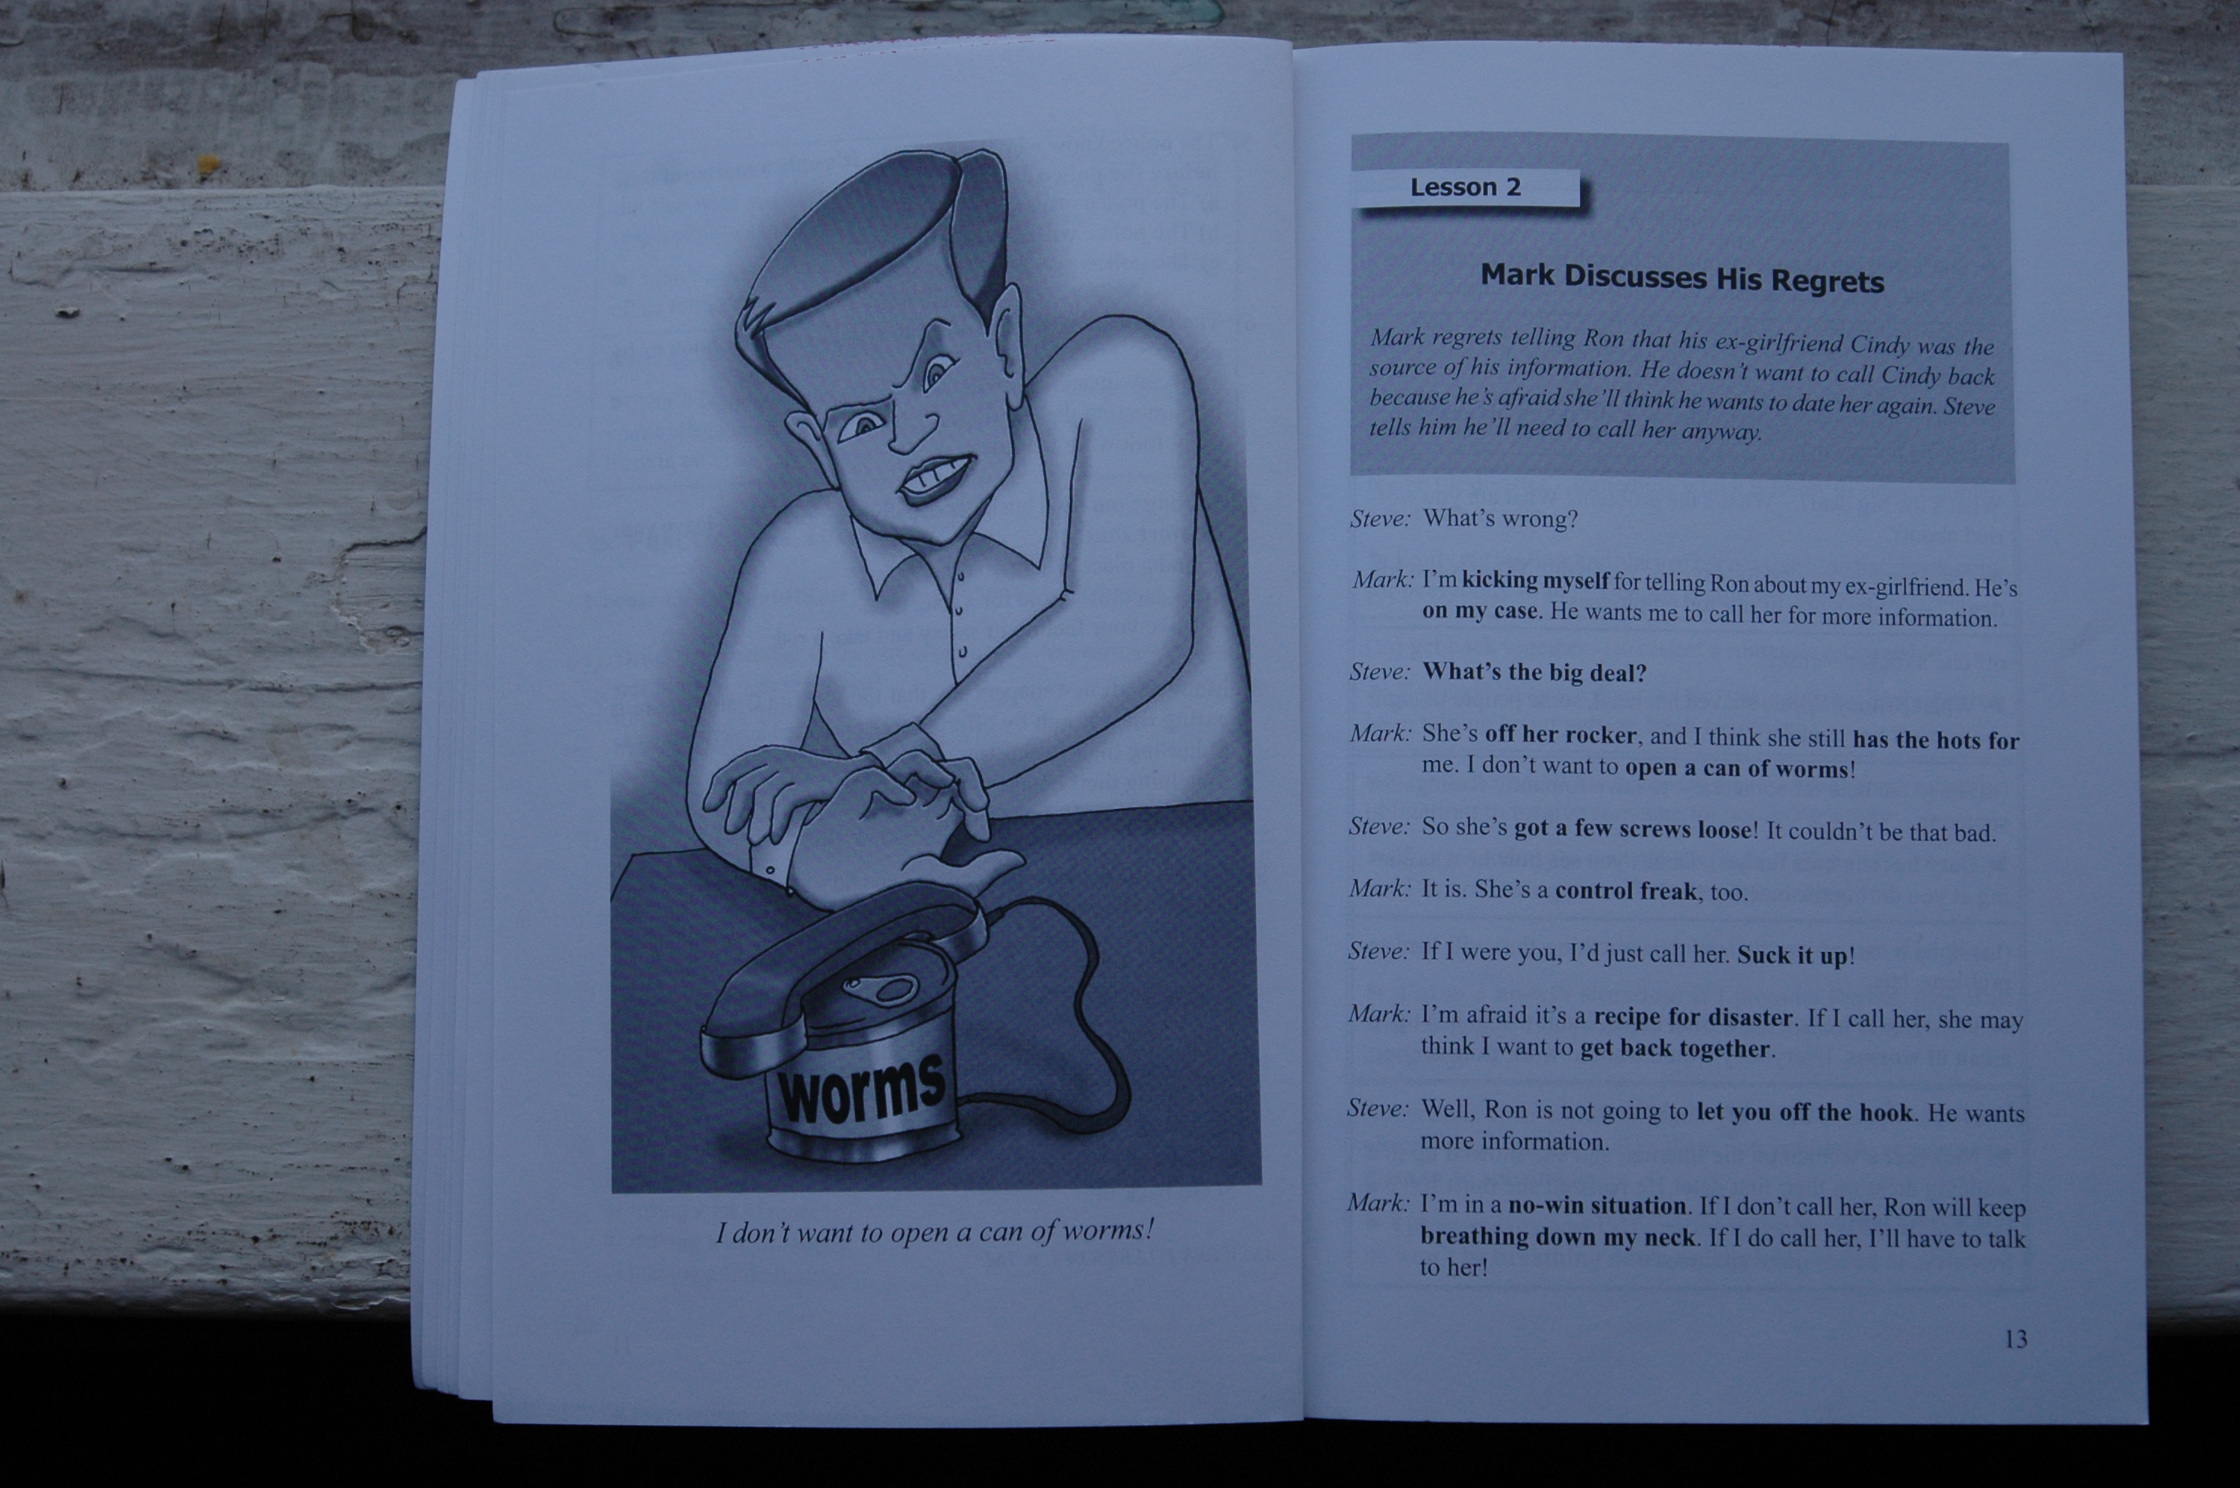 worms
I don't want to open a can of worms!
Lesson 2
Mark Discusses His Regrets
Mark regrets telling Ron that his ex-girlfriend Cindy was the
source of his information. He doesn't want to call Cindy back
because he's afraid she'll think he wants to date her again. Steve
tells him he'll need to call her anyway.
Steve: What's wrong?
Mark: I'm kicking myself for telling Ron about my ex-girlfriend. He's
on my case. He wants me to call her for more information.
Steve: What's the big deal?
Mark: She's off her rocker, and I think she still has the hots for
me. I don't want to open a can of worms!
Steve: So she's got a few screws loose! It couldn't be that bad.
Mark: It is. She's a control freak, too.
Steve: If I were you, I'd just call her. Suck it up!
Mark: I'm afraid it's a recipe for disaster. If I call her, she may
think I want to get back together.
Steve: Well, Ron is not going to let you off the hook. He wants
more information.
Mark: I'm in a no-win situation. If I don't call her, Ron will keep
breathing down my neck. If I do call her, I'll have to talk
to her!
13